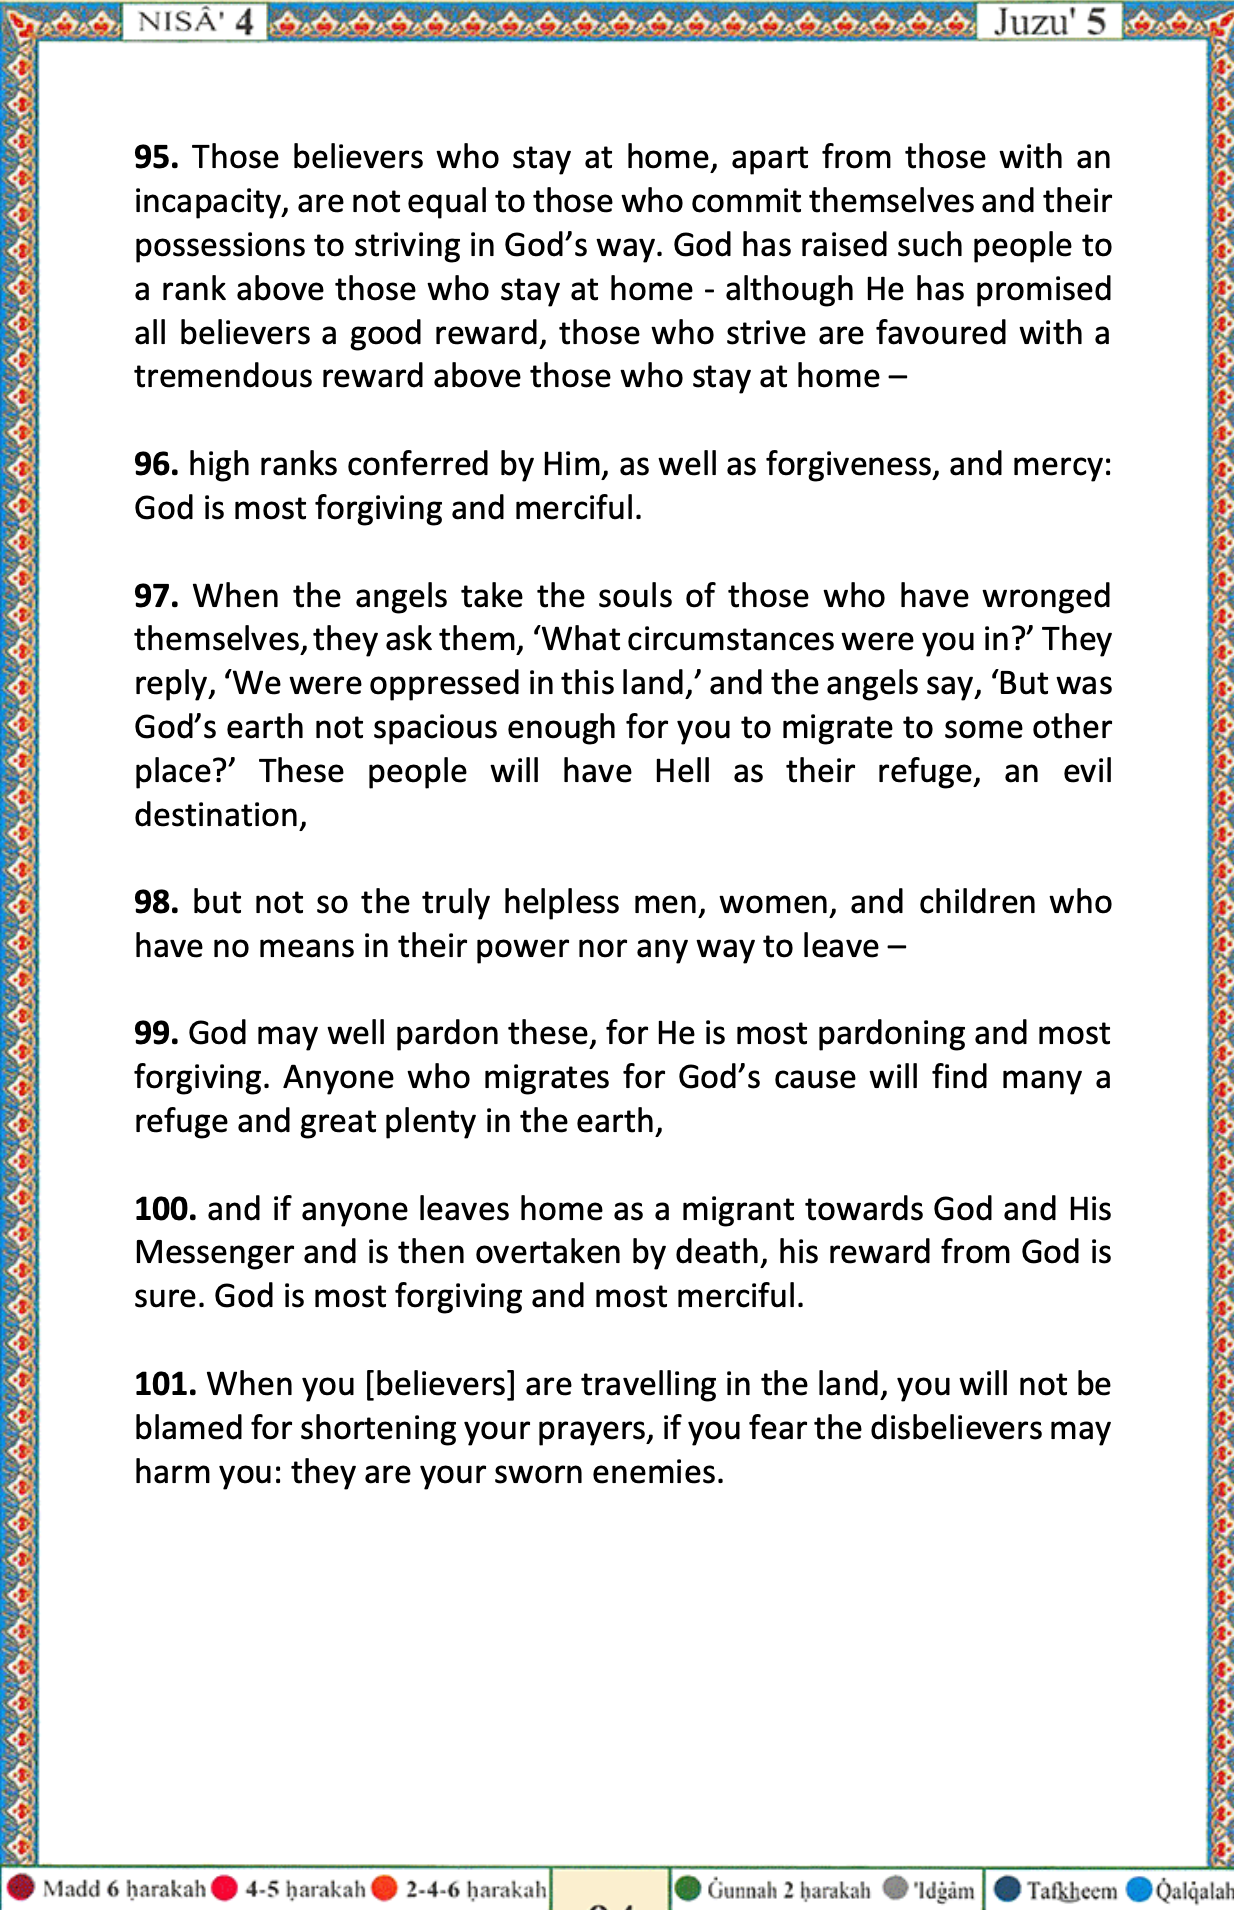 NISÂ' 4
Juzu' 5
95. Those believers who stay at home, apart from those with an
incapacity, are not equal to those who commit themselves and their
possessions to striving in God’s way. God has raised such people to
a rank above those who stay at home - although He has promised
all believers a good reward, those who strive are favoured with a
tremendous reward above those who stay at home –
96. high ranks conferred by Him, as well as forgiveness, and mercy:
God is most forgiving and merciful.
97. When the angels take the souls of those who have wronged
themselves, they ask them, ‘What circumstances were you in?’ They
reply, ‘We were oppressed in this land,’ and the angels say, ‘But was
God’s earth not spacious enough for you to migrate to some other
place?’ These people will have Hell as their refuge, an evil
destination,
98. but not so the truly helpless men, women, and children who
have no means in their power nor any way to leave –
99. God may well pardon these, for He is most pardoning and most
forgiving. Anyone who migrates for God’s cause will find many a
refuge and great plenty in the earth,
100. and if anyone leaves home as a migrant towards God and His
Messenger and is then overtaken by death, his reward from God is
sure. God is most forgiving and most merciful.
101. When you [believers] are travelling in the land, you will not be
blamed for shortening your prayers, if you fear the disbelievers may
harm you: they are your sworn enemies.
Madd 6 ḥarakah 4-5 ḥarakah 2-4-6 ḥarakah
Ġunnah 2 ḥarakah 'Idġâm Tafkheem Q̇alq̇alah